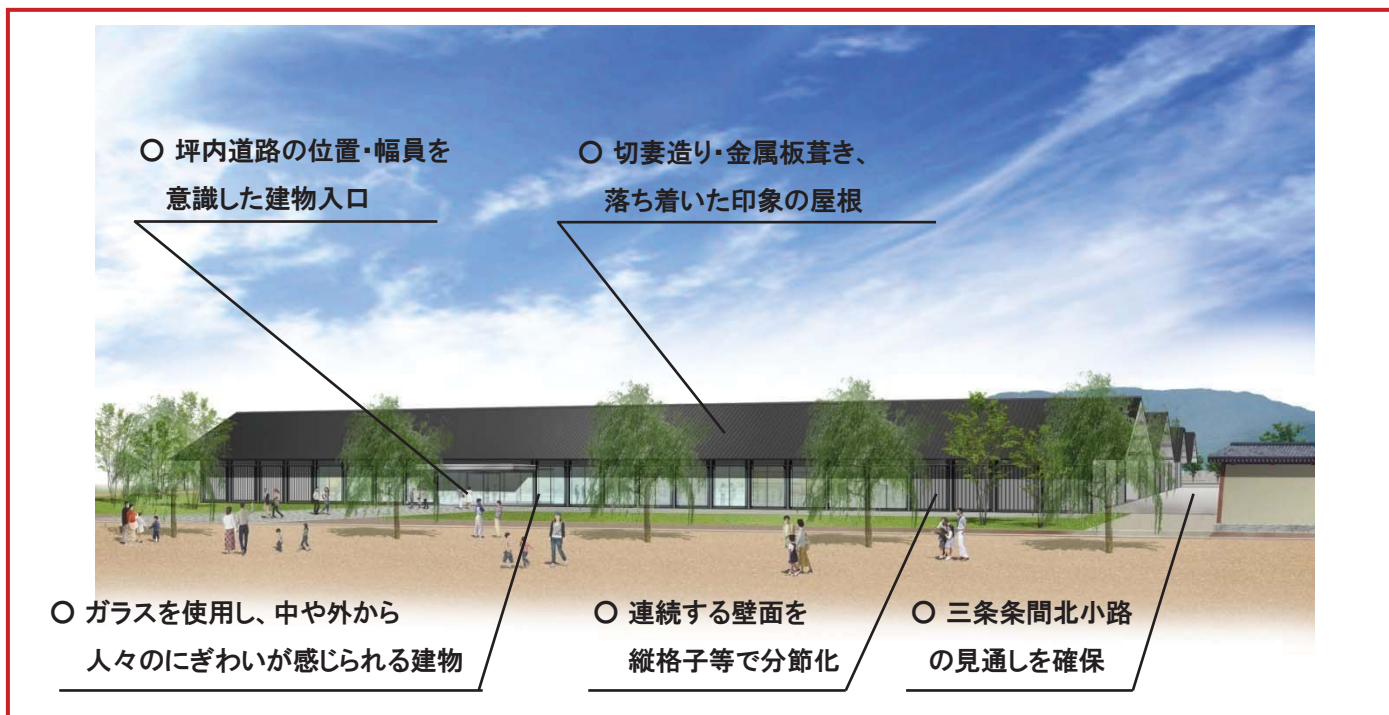 〇 坪内道路の位置・幅員を
意識した建物入口
〇 切妻造り・金属板葺き、
落ち着いた印象の屋根
〇 ガラスを使用し、中や外から
人々のにぎわいが感じられる建物
〇 連続する壁面を
縦格子等で分節化
〇 三条条間北小路
の見通しを確保